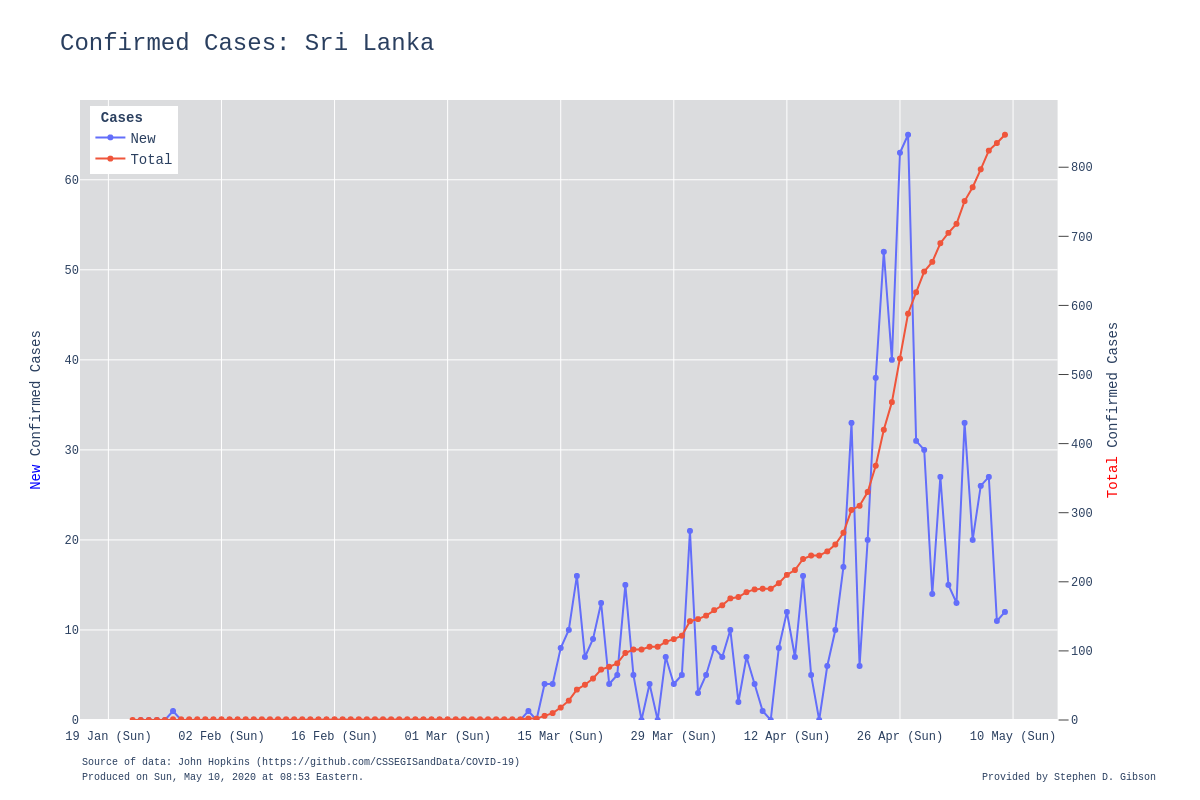 Confirmed Cases: Sri Lanka
Cases
New
Total
60
50
40
30
20
10
0
New Confirmed Cases
800
700
600
500
400
300
200
100
0
Total Confirmed Cases
19 Jan (Sun) 02 Feb (Sun) 16 Feb (Sun) 01 Mar (Sun) 15 Mar (Sun) 29 Mar (Sun) 12 Apr (Sun) 26 Apr (Sun) 10 May (Sun)
Source of data: John Hopkins (https://github.com/CSSEGISandData/COVID-19)
Produced on Sun, May 10, 2020 at 08:53 Eastern.
Provided by Stephen D. Gibson